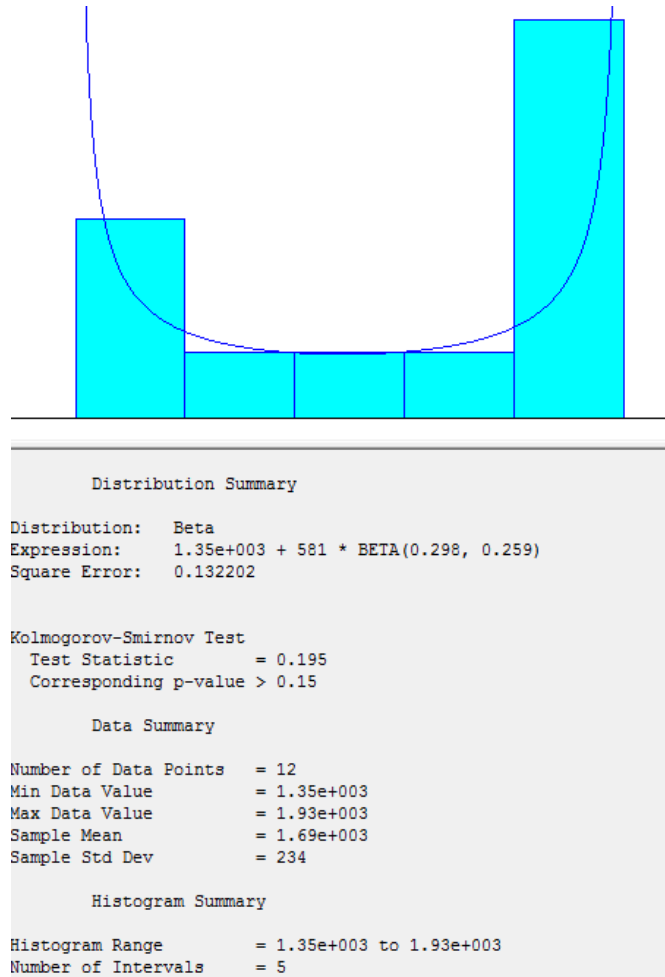 Distribution Summary
Distribution: Beta
Expression: 1.35e+003 + 581 * BETA(0.298, 0.259)
Square Error: 0.132202
Kolmogorov-Smirnov Test
Test Statistic = 0.195
Corresponding p-value > 0.15
Data Summary
Number of Data Points = 12
Min Data Value = 1.35e+003
Max Data Value = 1.93e+003
Sample Mean = 1.69e+003
Sample Std Dev = 234
Histogram Summary
Histogram Range = 1.35e+003 to 1.93e+003
Number of Intervals = 5